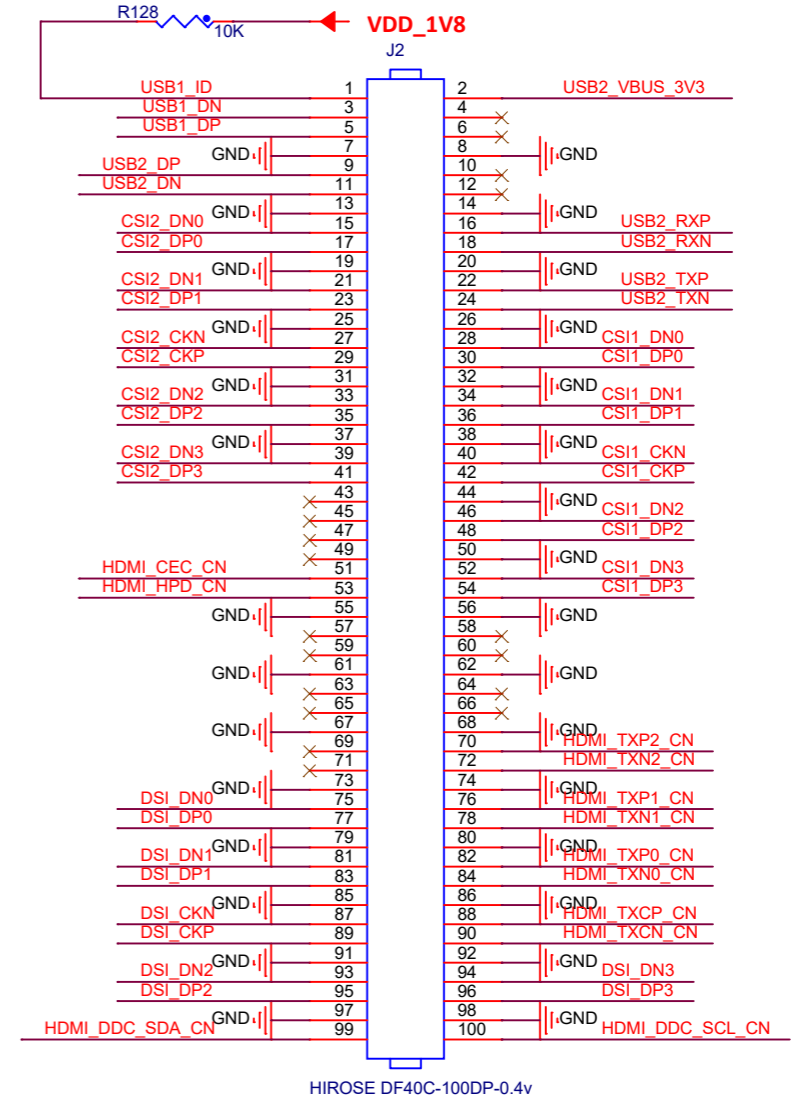 R128
10K
VDD_1V8
J2
USB1_ID 1 2 USB2_VBUS_3V3
USB1_DN 3 4
USB1_DP 5 6
GND 7 8 GND
USB2_DP 9 10
USB2_DN 11 12
GND 13 14 GND
CSI2_DN0 15 16 USB2_RXP
CSI2_DP0 17 18 USB2_RXN
GND 19 20 GND
CSI2_DN1 21 22 USB2_TXP
CSI2_DP1 23 24 USB2_TXN
GND 25 26 GND
CSI2_CKN 27 28 CSI1_DN0
CSI2_CKP 29 30 CSI1_DP0
GND 31 32 GND
CSI2_DN2 33 34 CSI1_DN1
CSI2_DP2 35 36 CSI1_DP1
GND 37 38 GND
CSI2_DN3 39 40 CSI1_CKN
CSI2_DP3 41 42 CSI1_CKP
43 44 GND
45 46 CSI1_DN2
47 48 CSI1_DP2
49 50 GND
HDMI_CEC_CN 51 52 CSI1_DN3
HDMI_HPD_CN 53 54 CSI1_DP3
GND 55 56 GND
57 58
59 60
GND 61 62 GND
63 64
65 66
GND 67 68 GND
69 70 HDMI_TXP2_CN
71 72 HDMI_TXN2_CN
GND 73 74 GND
DSI_DN0 75 76 HDMI_TXP1_CN
DSI_DP0 77 78 HDMI_TXN1_CN
GND 79 80 GND
DSI_DN1 81 82 HDMI_TXP0_CN
DSI_DP1 83 84 HDMI_TXN0_CN
GND 85 86 GND
DSI_CKN 87 88 HDMI_TXCP_CN
DSI_CKP 89 90 HDMI_TXCN_CN
GND 91 92 GND
DSI_DN2 93 94 DSI_DN3
DSI_DP2 95 96 DSI_DP3
GND 97 98 GND
HDMI_DDC_SDA_CN 99 100 HDMI_DDC_SCL_CN
HIROSE DF40C-100DP-0.4v